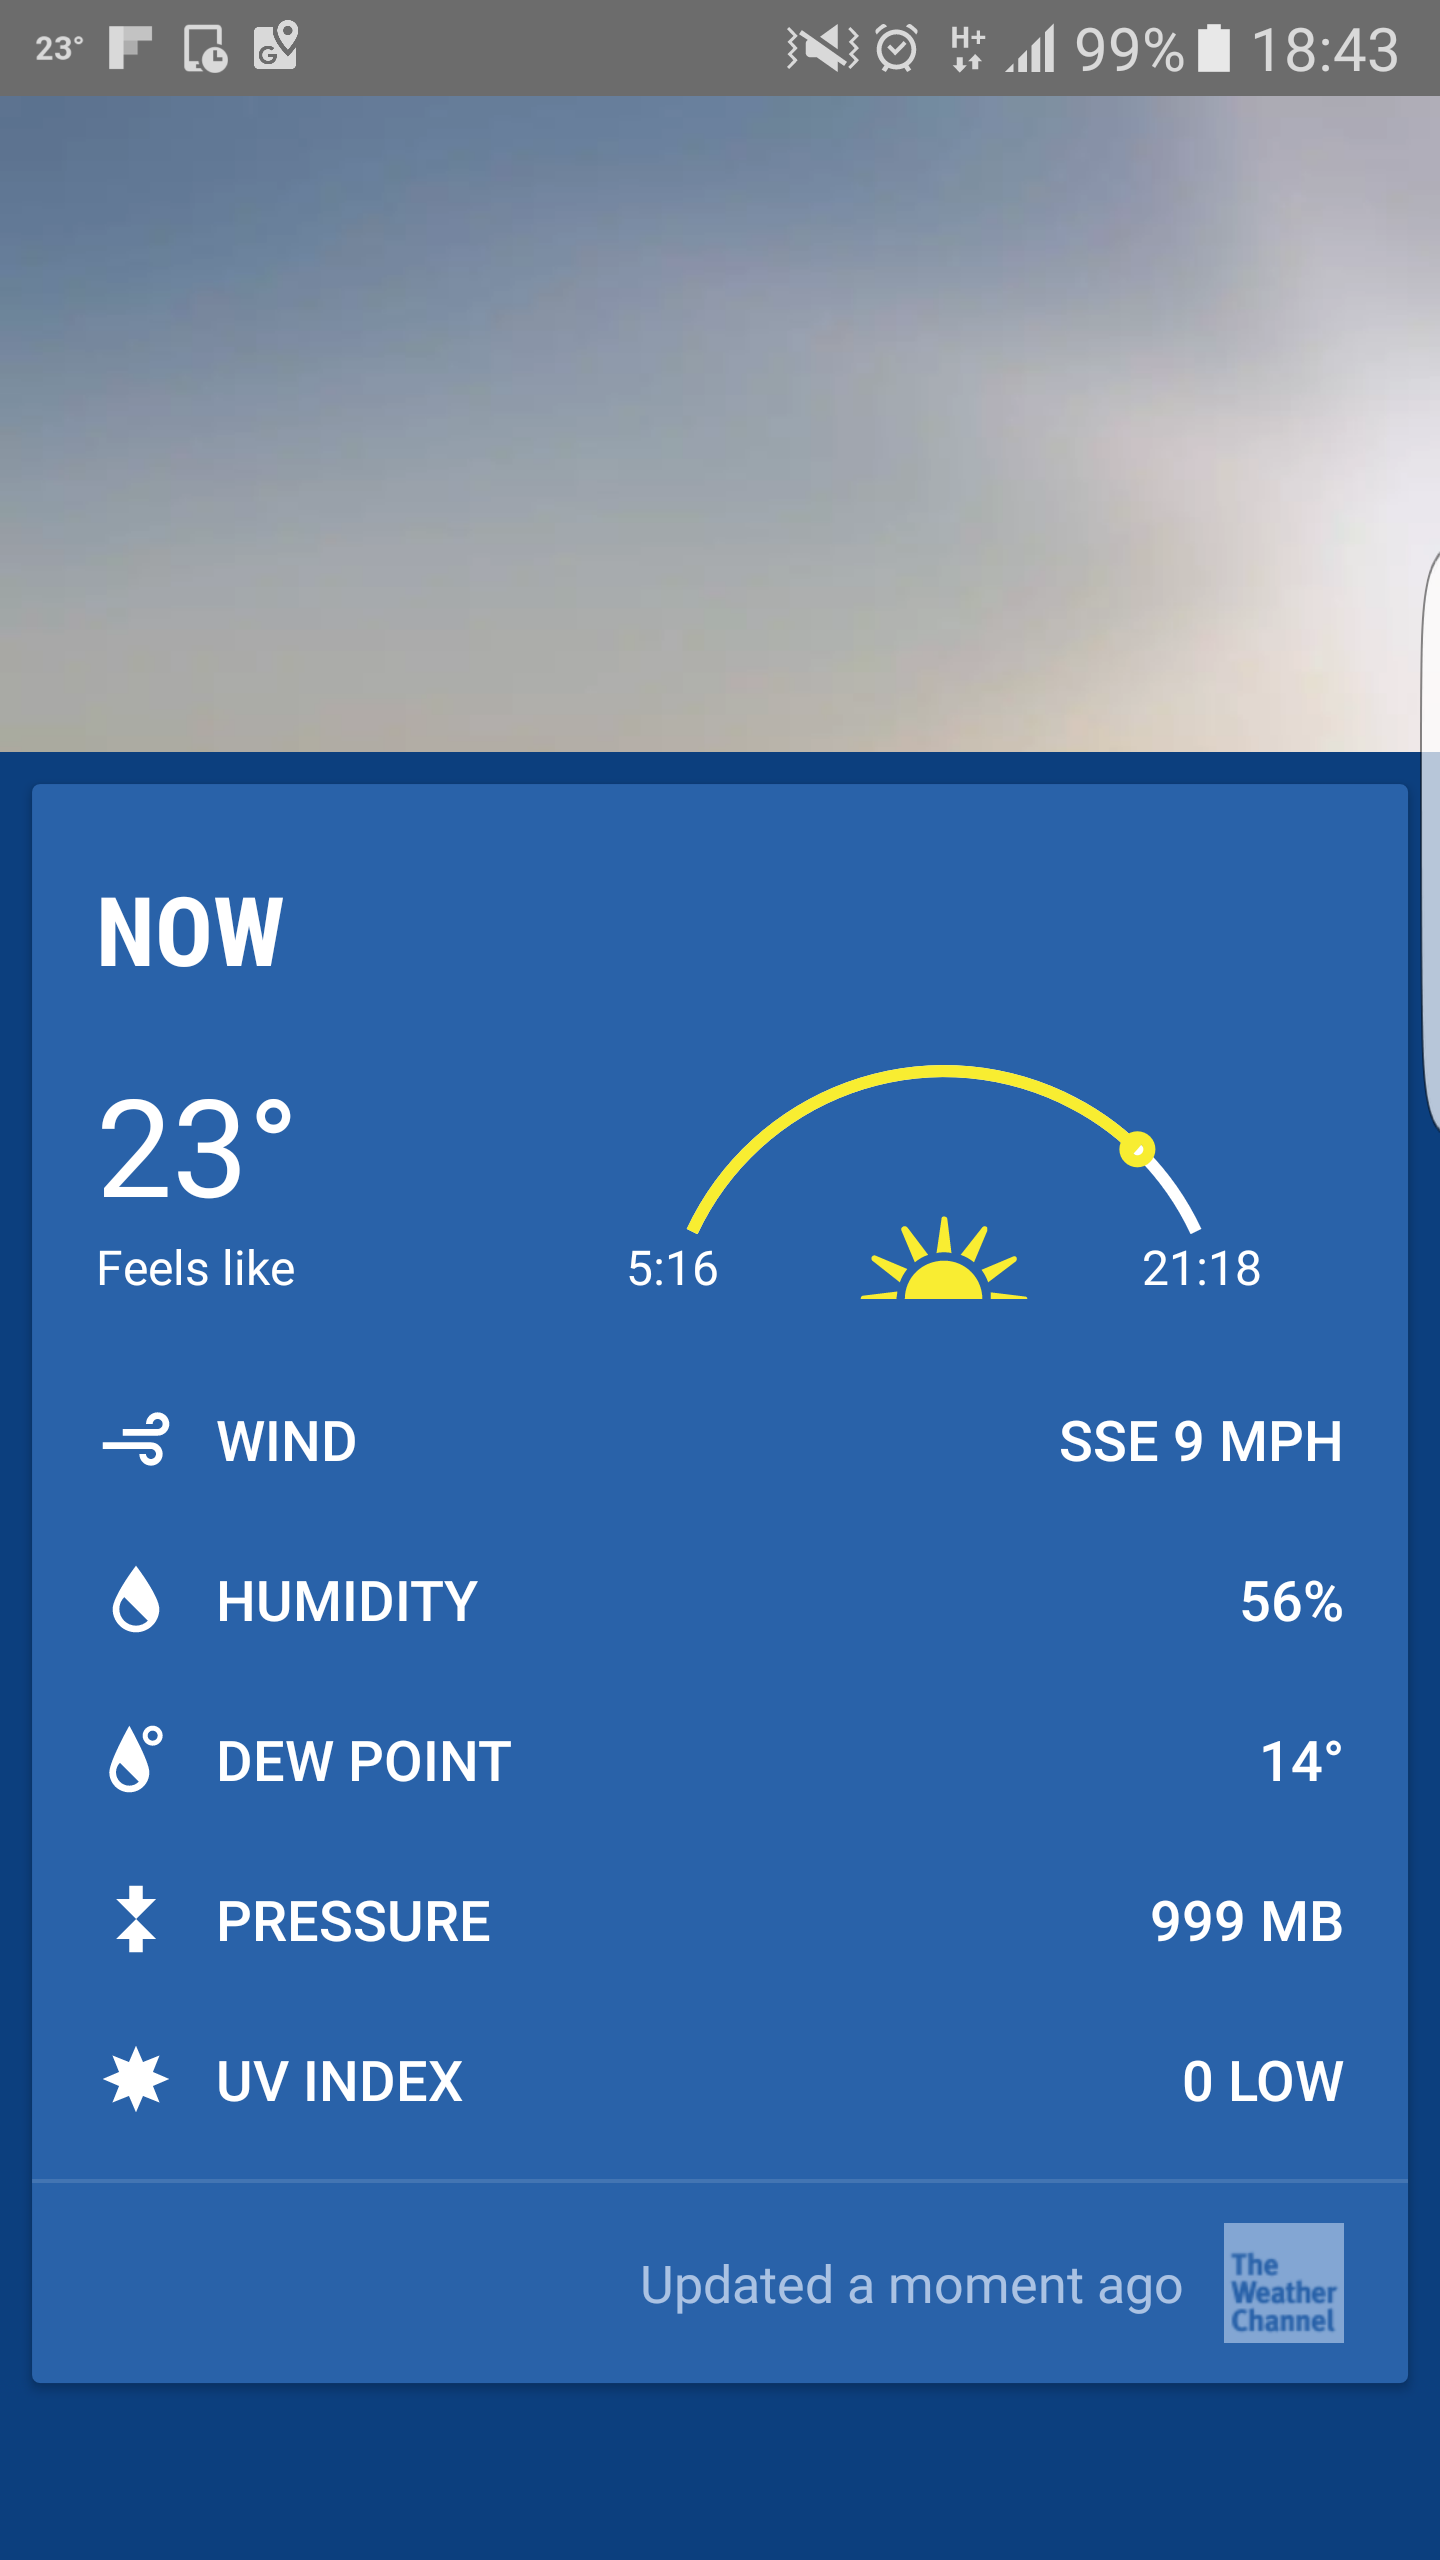 23° H+ 99% 18:43
NOW
23°
Feels like
5:16
21:18
WIND SSE 9 MPH
HUMIDITY 56%
DEW POINT 14°
PRESSURE 999 MB
UV INDEX 0 LOW
Updated a moment ago
The
Weather
Channel